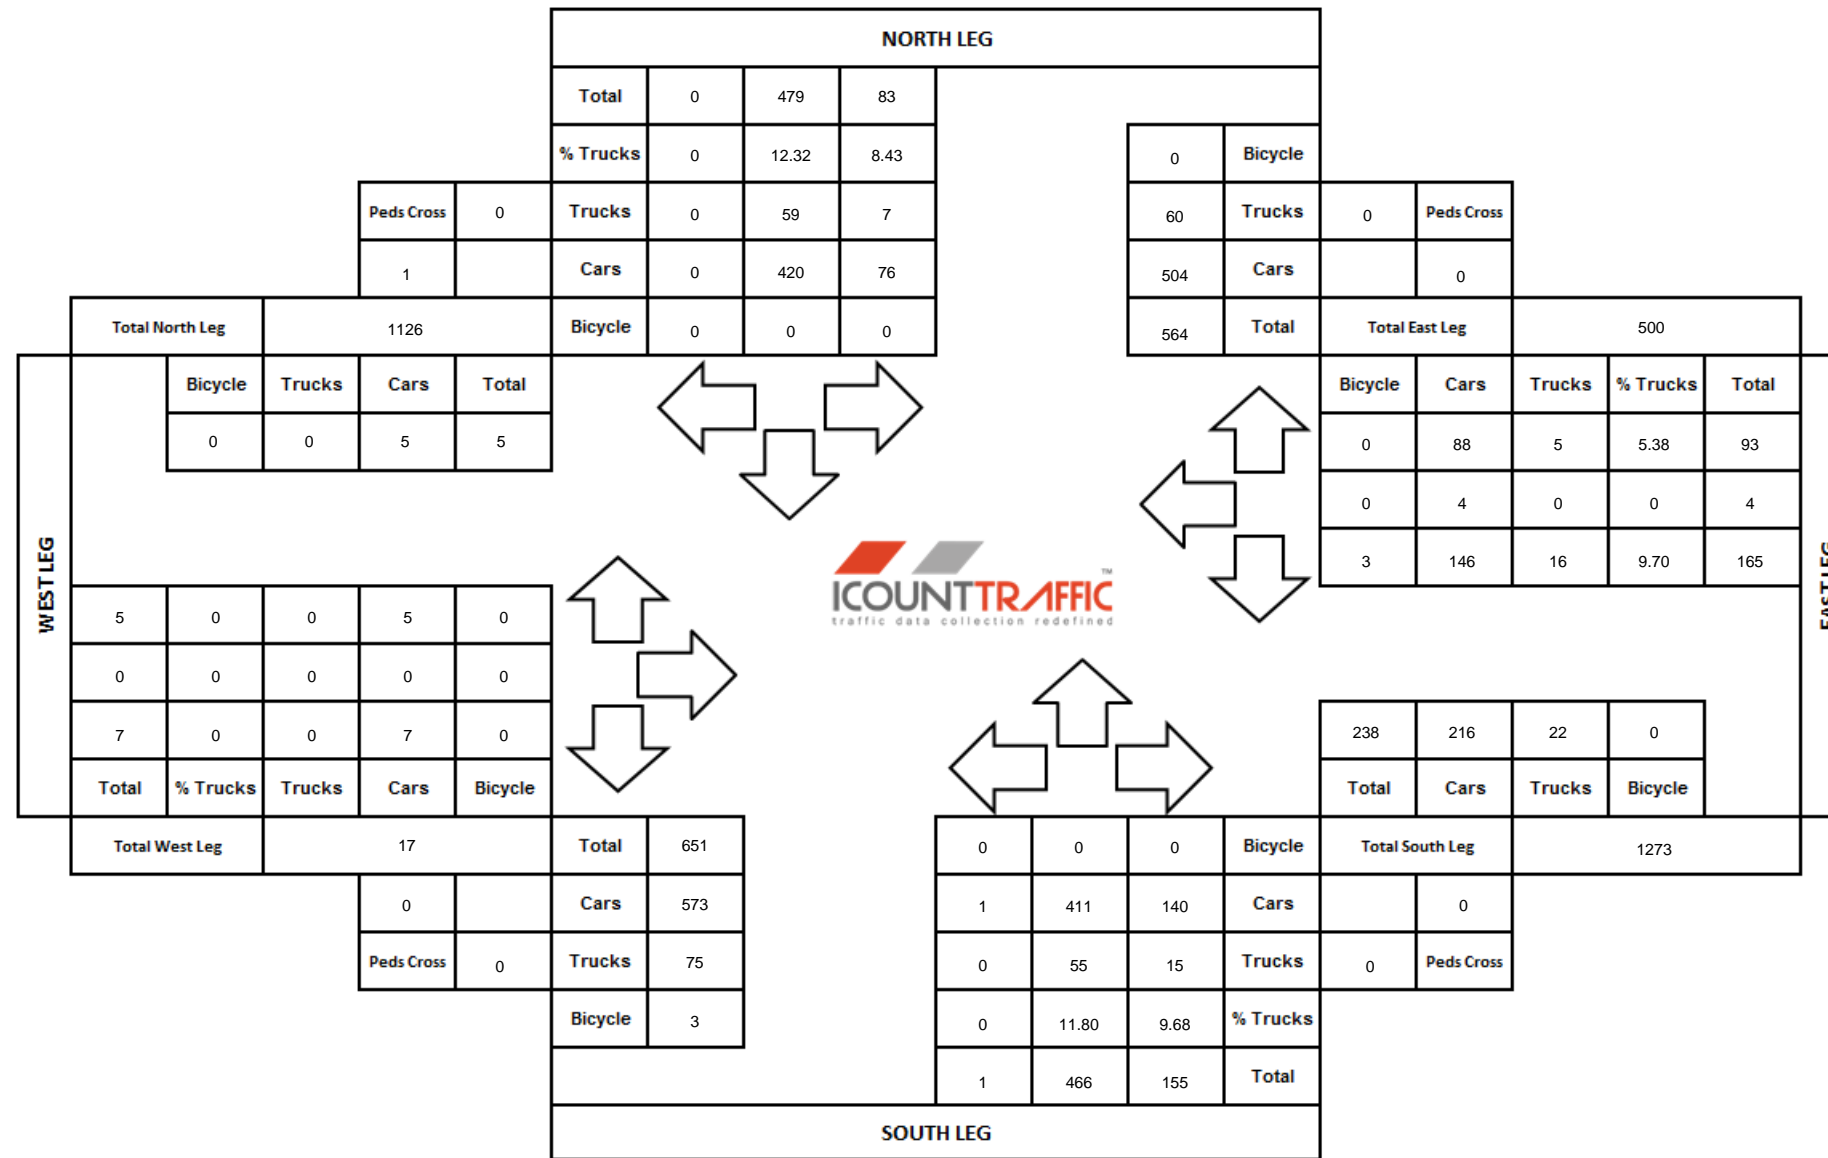 NORTH LEG
Total 0 479 83
% Trucks 0 12.32 8.43 0 Bicycle
Peds Cross 0 Trucks 0 59 7 60 Trucks 0 Peds Cross
1 Cars 0 420 76 504 Cars 0
Total North Leg 1126 Bicycle 0 0 0 564 Total Total East Leg 500
Bicycle Trucks Cars Total Bicycle Cars Trucks % Trucks Total
0 0 5 5 0 88 5 5.38 93
0 4 0 0 4
3 146 16 9.70 165
WEST LEG
EAST LEG
ICOUNTTRAFFIC™
traffic data collection redefined
5 0 0 5 0
0 0 0 0 0
7 0 0 7 0 238 216 22 0
Total % Trucks Trucks Cars Bicycle Total Cars Trucks Bicycle
Total West Leg 17 Total 651 0 0 0 Bicycle Total South Leg 1273
0 Cars 573 1 411 140 Cars 0
Peds Cross 0 Trucks 75 0 55 15 Trucks 0 Peds Cross
Bicycle 3 0 11.80 9.68 % Trucks
1 466 155 Total
SOUTH LEG